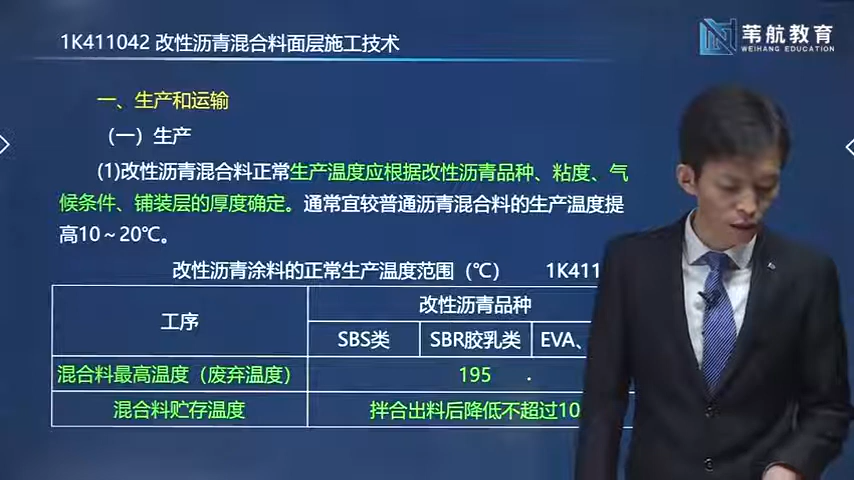 1K411042 改性沥青混合料面层施工技术
苇航教育
WEIHANG EDUCATION
一、生产和运输
（一）生产
(1)改性沥青混合料正常生产温度应根据改性沥青品种、粘度、气
候条件、铺装层的厚度确定。通常宜较普通沥青混合料的生产温度提
高10～20℃。
改性沥青涂料的正常生产温度范围（℃） 1K411
工序
改性沥青品种
SBS类 SBR胶乳类 EVA、
混合料最高温度（废弃温度） 195
混合料贮存温度 拌合出料后降低不超过10